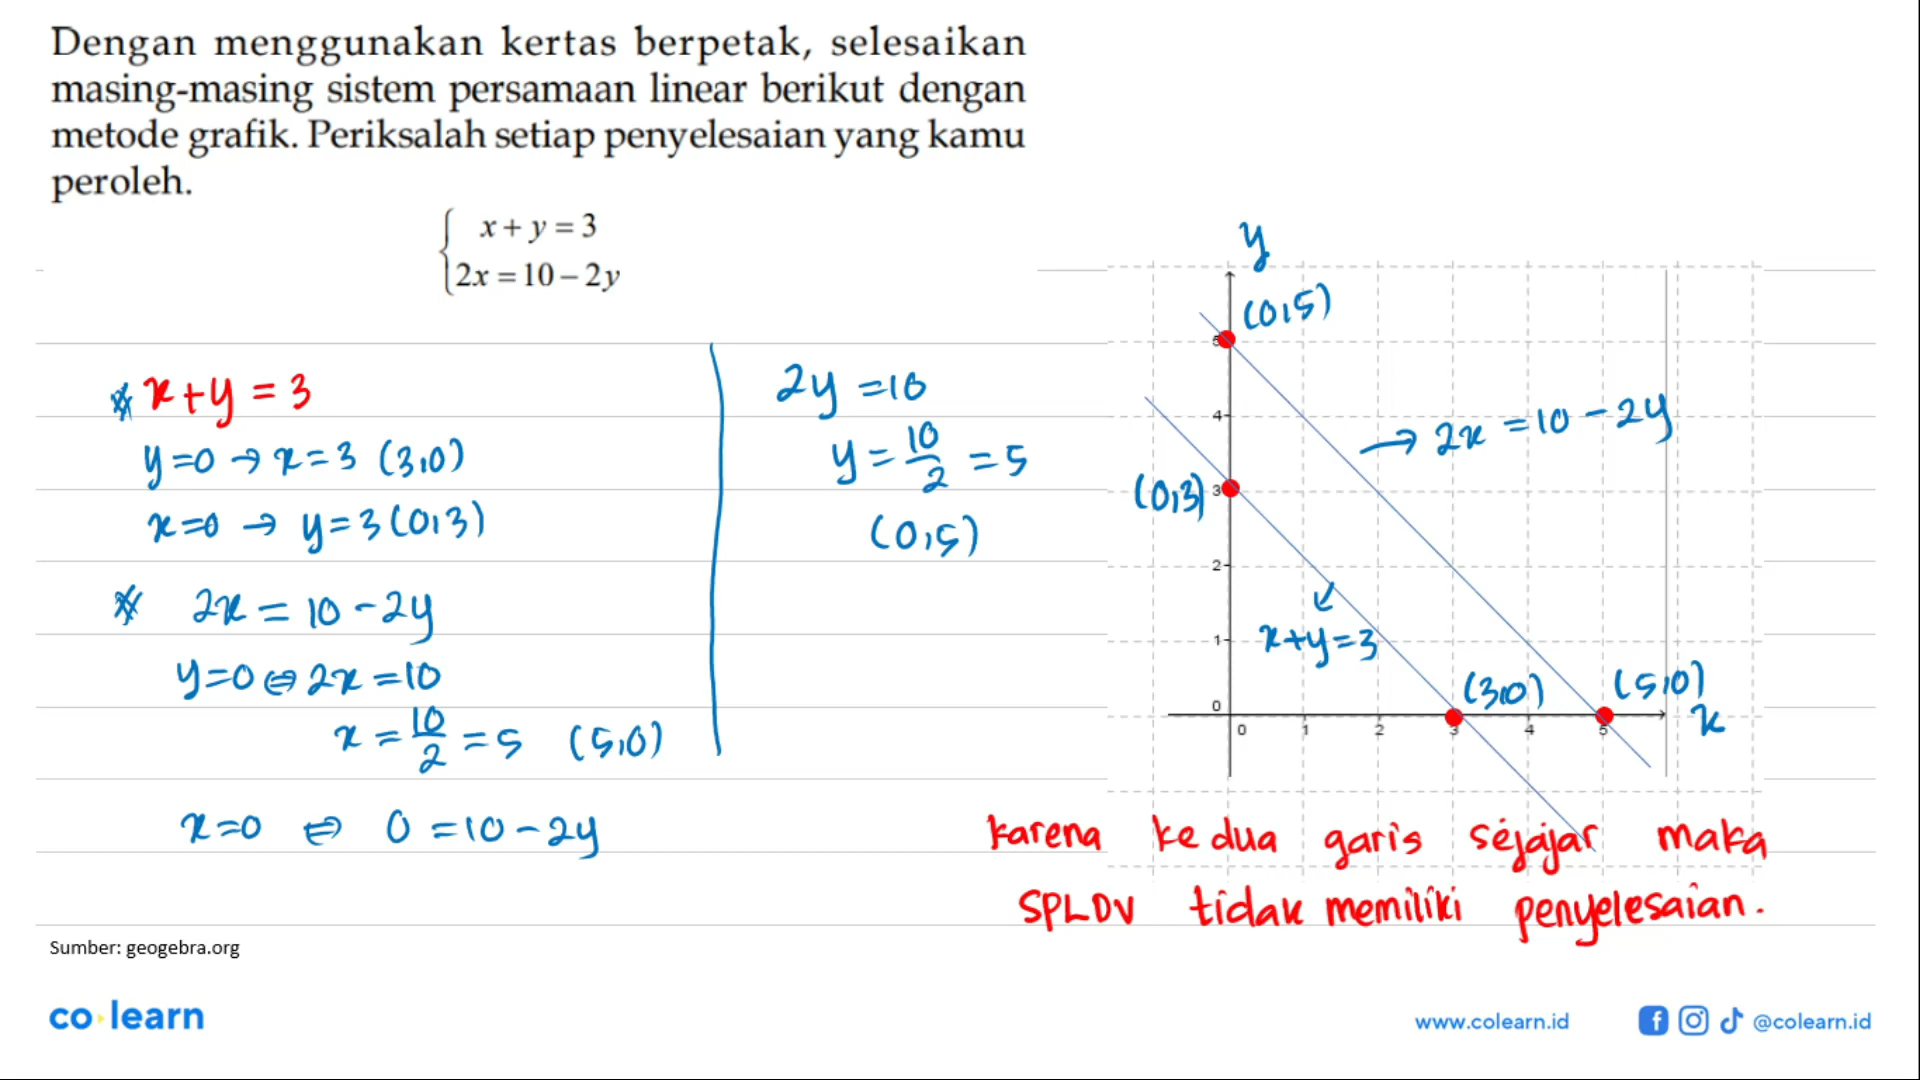 Dengan menggunakan kertas berpetak, selesaikan
masing-masing sistem persamaan linear berikut dengan
metode grafik. Periksalah setiap penyelesaian yang kamu
peroleh.
x + y = 3
2x = 10 – 2y
* x+y = 3
y=0 → x=3 (3,0)
x=0 → y=3 (0,3)
* 2x = 10 -2y
y=0 ⇔ 2x =10
x = 10/2 = 5 (5,0)
x=0 ⇔ 0 =10 -2y
2y =10
y = 10/2 = 5
(0,5)
y
(0,5)
5
4
→ 2x =10 -2y
(0,3)
3
2
1
x+y=3
(3,0)
(5,0)
0
x
0 1 2 3 4 5
karena kedua garis sejajar maka
SPLDV tidak memiliki penyelesaian.
Sumber: geogebra.org
co learn
www.colearn.id
@colearn.id